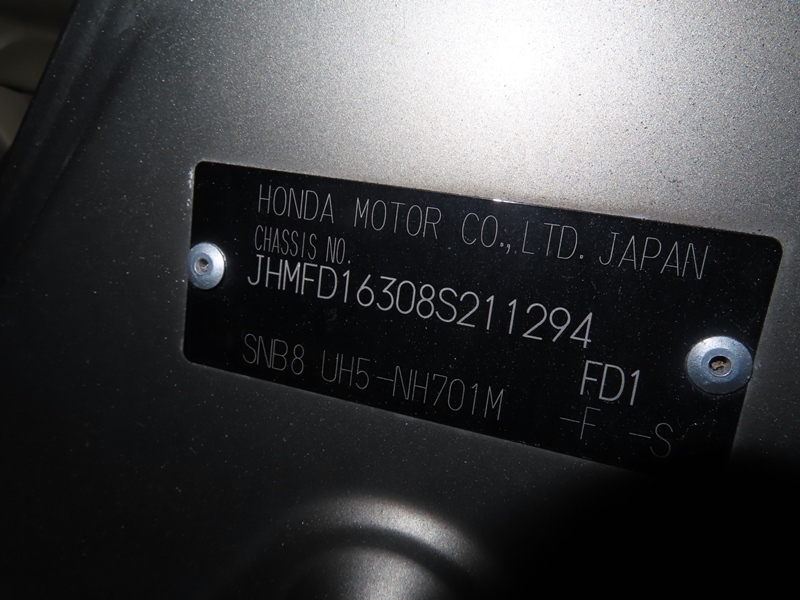 HONDA MOTOR CO., LTD. JAPAN
CHASSIS NO.
JHMFD16308S211294
FD1
SNB8 UH5-NH701M -F -S